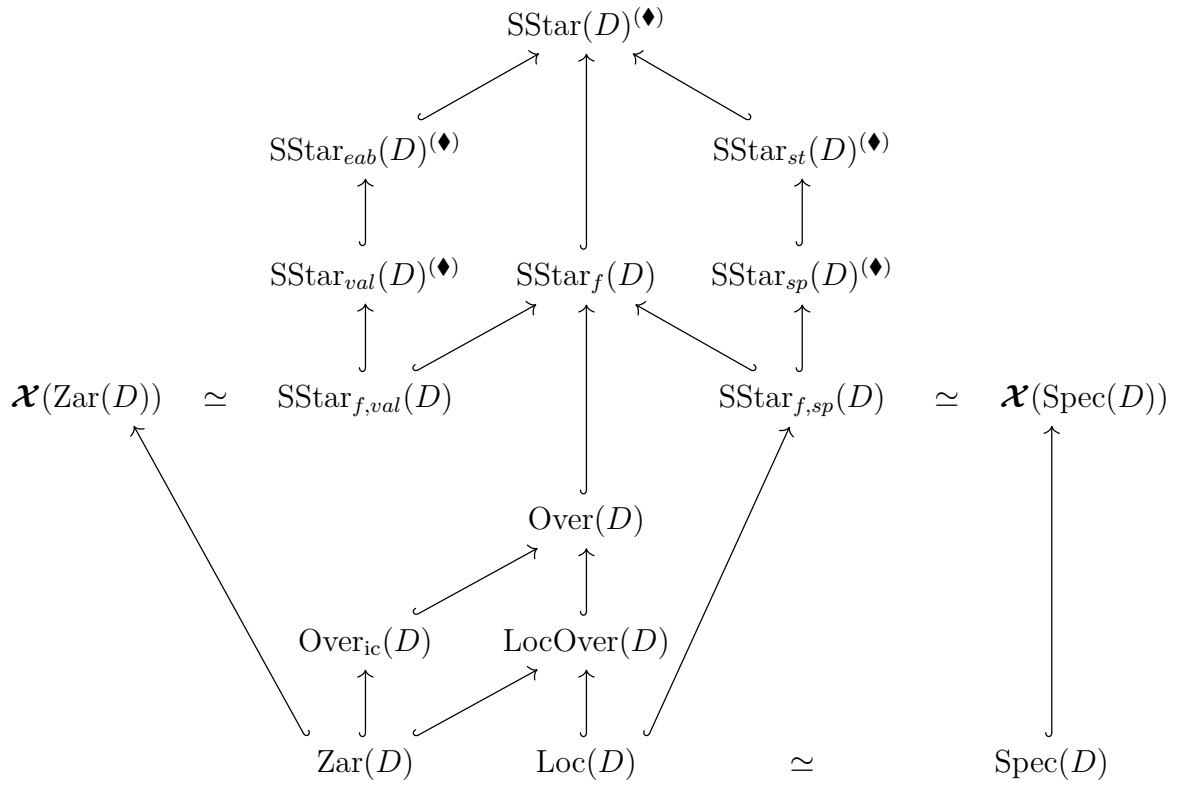 SStar(D)^(♦)
SStar_eab(D)^(♦) SStar_st(D)^(♦)
SStar_val(D)^(♦) SStar_f(D) SStar_sp(D)^(♦)
𝓧(Zar(D)) ≃ SStar_f,val(D) SStar_f,sp(D) ≃ 𝓧(Spec(D))
Over(D)
Over_ic(D) LocOver(D)
Zar(D) Loc(D) ≃ Spec(D)